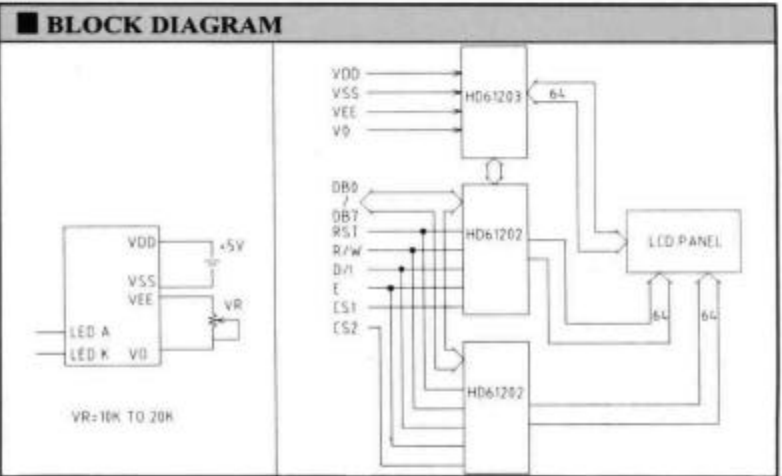 ■ BLOCK DIAGRAM
VDD
VSS
VEE
LED A
LED K V0
+5V
VR
VR=10K TO 20K
VDD
VSS
VEE
V0
HD61203
64
DB0
/
DB7
RST
R/W
D/I
E
CS1
CS2
HD61202
HD61202
LCD PANEL
64
64